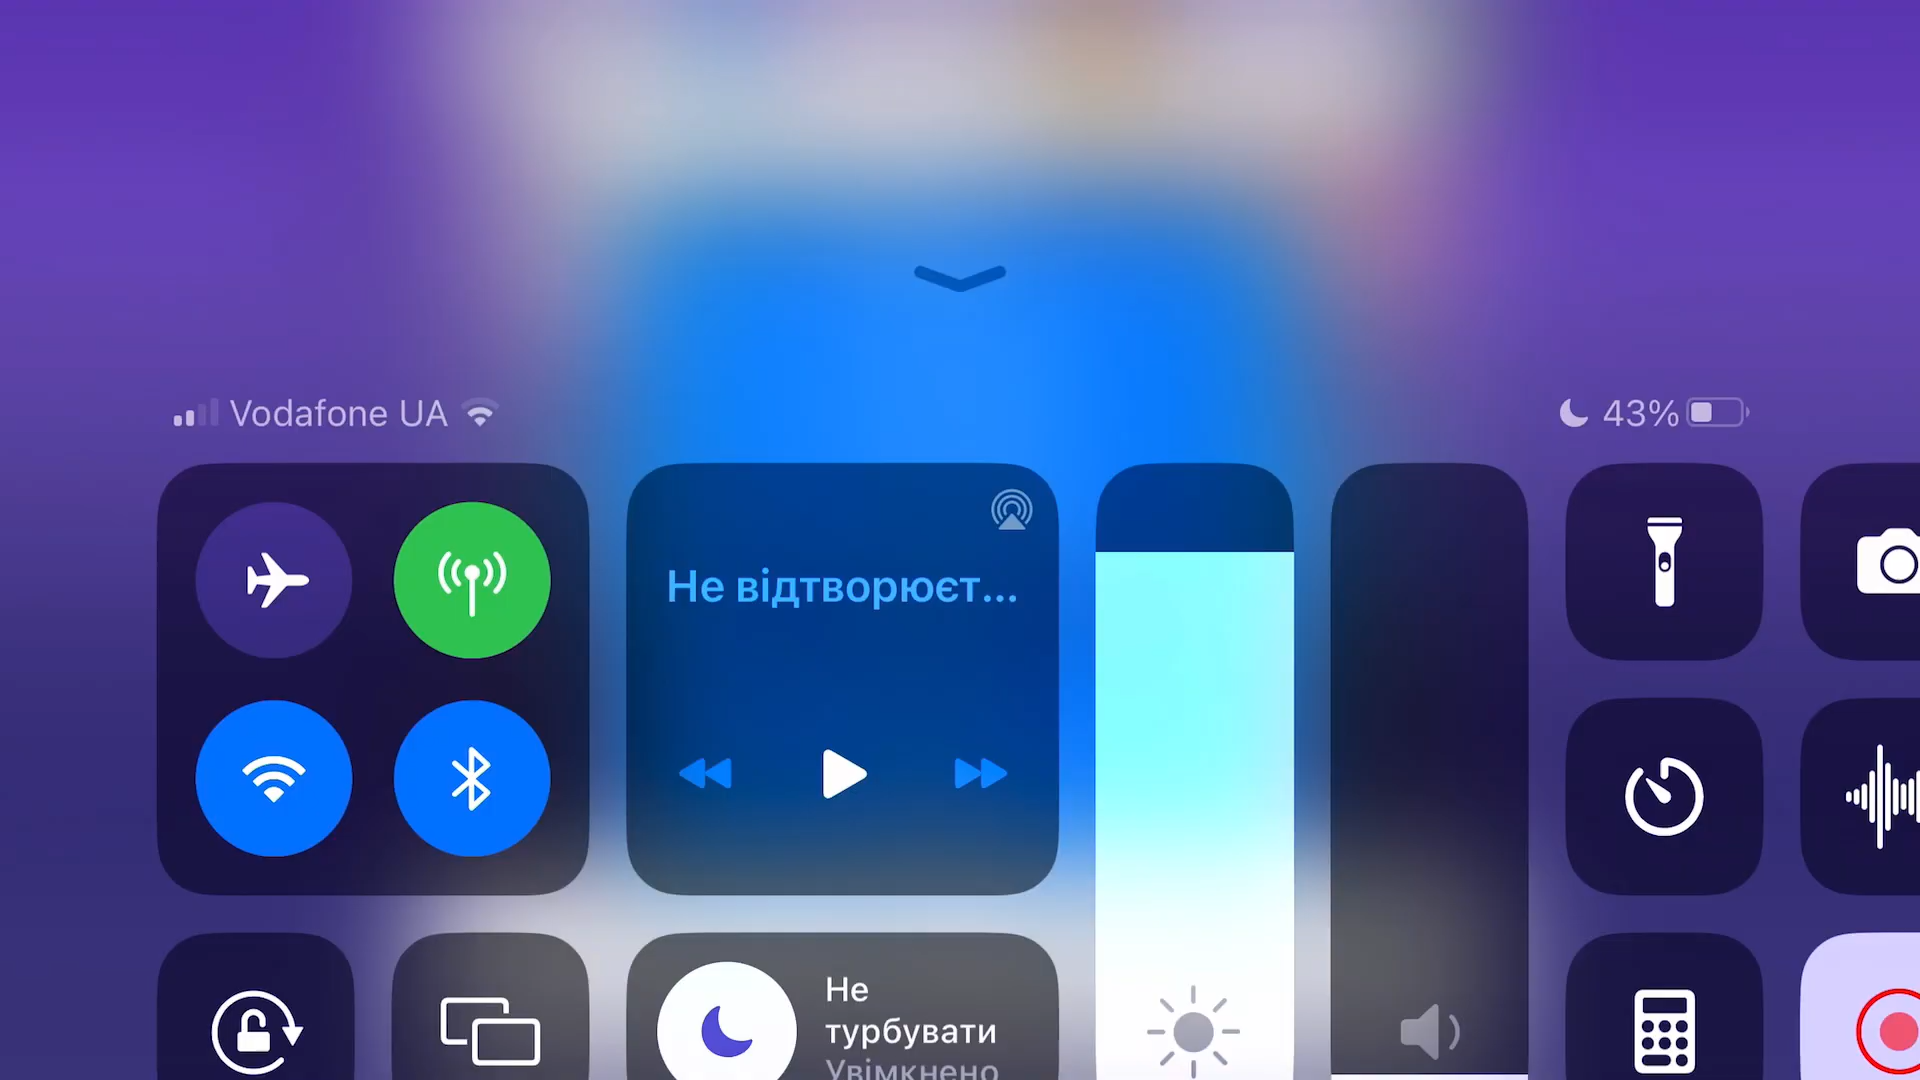 Vodafone UA
43%
Не відтворюєт...
Не
турбувати
Увімкнено